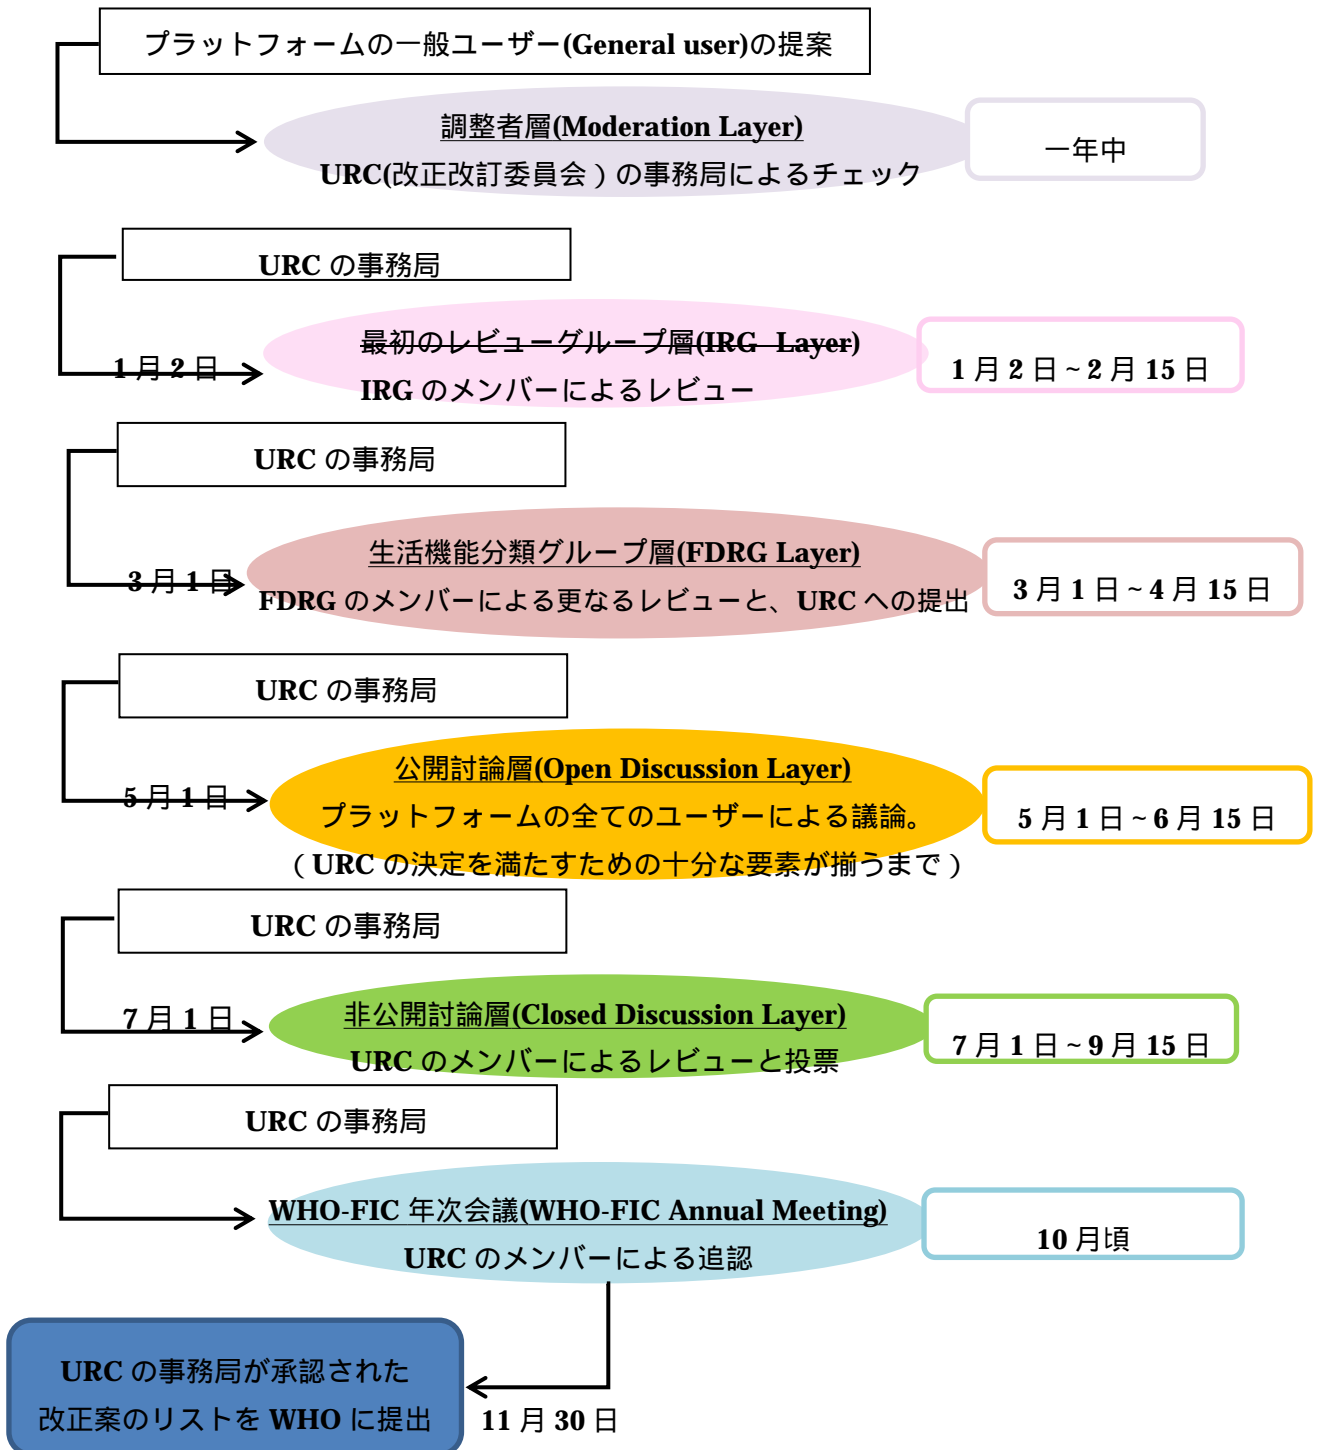 プラットフォームの一般ユーザー(General user)の提案
調整者層(Moderation Layer)
URC(改正改訂委員会）の事務局によるチェック
一年中
URC の事務局
最初のレビューグループ層(IRG Layer)
1 月 2 日
IRG のメンバーによるレビュー
1 月 2 日 ~ 2 月 15 日
URC の事務局
生活機能分類グループ層(FDRG Layer)
3 月 1 日
FDRG のメンバーによる更なるレビューと、URC への提出
3 月 1 日 ~ 4 月 15 日
URC の事務局
公開討論層(Open Discussion Layer)
5 月 1 日
プラットフォームの全てのユーザーによる議論。
（URC の決定を満たすための十分な要素が揃うまで）
5 月 1 日 ~ 6 月 15 日
URC の事務局
7 月 1 日
非公開討論層(Closed Discussion Layer)
URC のメンバーによるレビューと投票
7 月 1 日 ~ 9 月 15 日
URC の事務局
WHO-FIC 年次会議(WHO-FIC Annual Meeting)
URC のメンバーによる追認
10 月頃
URC の事務局が承認された
改正案のリストを WHO に提出
11 月 30 日